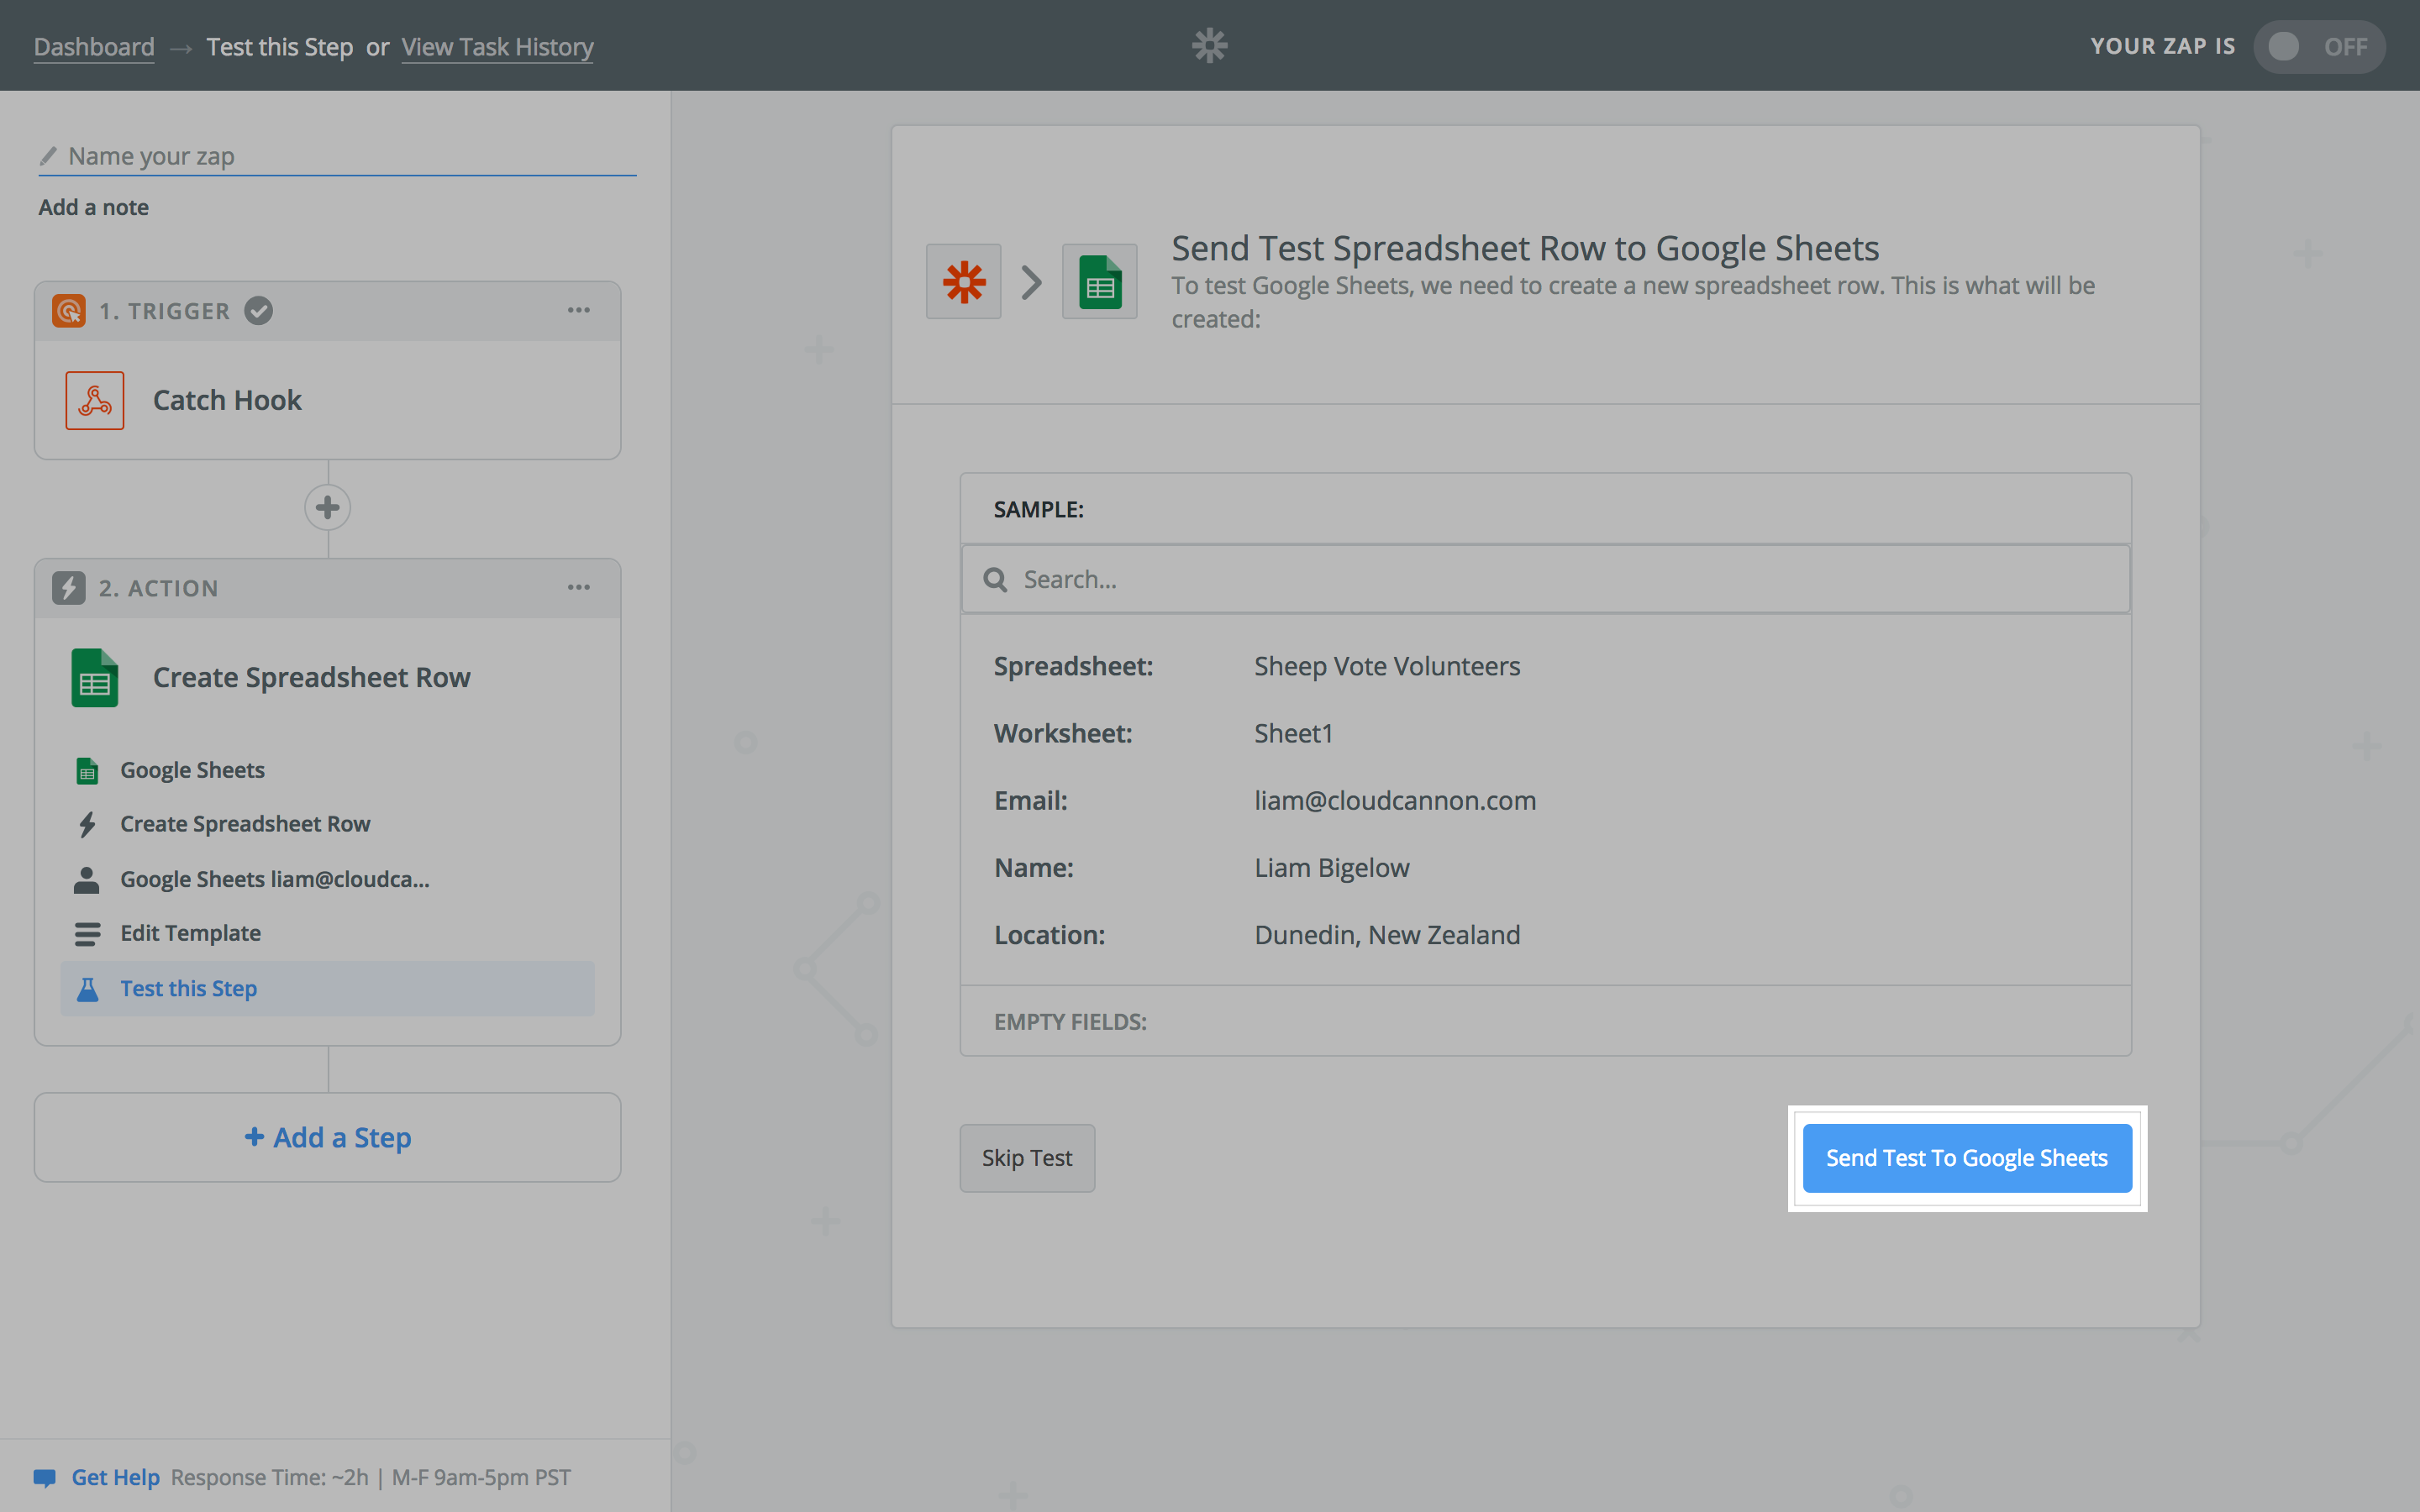 Dashboard → Test this Step or View Task History
YOUR ZAP IS OFF
Name your zap
Add a note
1. TRIGGER
Catch Hook
2. ACTION
Create Spreadsheet Row
Google Sheets
Create Spreadsheet Row
Google Sheets liam@cloudca...
Edit Template
Test this Step
+ Add a Step
Get Help Response Time: ~2h | M-F 9am-5pm PST
Send Test Spreadsheet Row to Google Sheets
To test Google Sheets, we need to create a new spreadsheet row. This is what will be
created:
SAMPLE:
Search...
Spreadsheet: Sheep Vote Volunteers
Worksheet: Sheet1
Email: liam@cloudcannon.com
Name: Liam Bigelow
Location: Dunedin, New Zealand
EMPTY FIELDS:
Skip Test
Send Test To Google Sheets